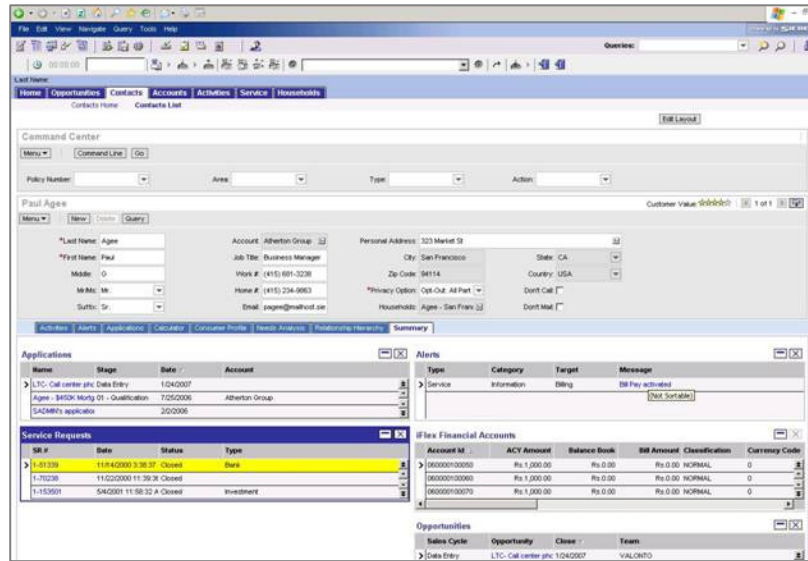 File Edit View Navigate Query Tools Help
Queries:
00:00:00
Last Name:
Home Opportunities Contacts Accounts Activities Service Households
Contacts Home Contacts List
Edit Layout
Command Center
Menu Command Line Go
Policy Number: Area: Type: Action:
Paul Agee Customer Value: 1 of 1
Menu New Delete Query
*Last Name: Agee Account: Atherton Group Personal Address: 323 Market St
*First Name: Paul Job Title: Business Manager City: San Francisco State: CA
Middle: G Work #: (415) 681-3238 Zip Code: 94114 Country: USA
Mr/Ms: Mr. Home #: (415) 234-9863 *Privacy Option: Opt-Out: All Part Don't Call:
Suffix: Sr. Email: pagee@mailhost.sie Households: Agee - San Fran Don't Mail:
Activities Alerts Applications Calculator Consumer Profile Needs Analysis Relationship Hierarchy Summary
Applications
Name Stage Date Account
LTC- Call center phc Data Entry 1/24/2007
Agee - $450K Mortg 01 - Qualification 7/25/2006 Atherton Group
SADMIN's applicatio 2/2/2006
Alerts
Type Category Target Message
Service Information Billing Bill Pay activated
(Not Sortable)
Service Requests
SR # Date Status Type
1-81339 11/14/2000 3:38:37 Closed Bank
1-70238 11/22/2000 11:39:3 Closed
1-153501 5/4/2001 11:58:32 A Closed Investment
iFlex Financial Accounts
Account Id ACY Amount Balance Book Bill Amount Classification Currency Code
060000100050 Rs.1,000.00 Rs.0.00 Rs.0.00 NORMAL 0
060000100060 Rs.1,000.00 Rs.0.00 Rs.0.00 NORMAL 0
060000100070 Rs.1,000.00 Rs.0.00 Rs.0.00 NORMAL 0
Opportunities
Sales Cycle Opportunity Close Team
Data Entry LTC- Call center phc 1/24/2007 VALONTO